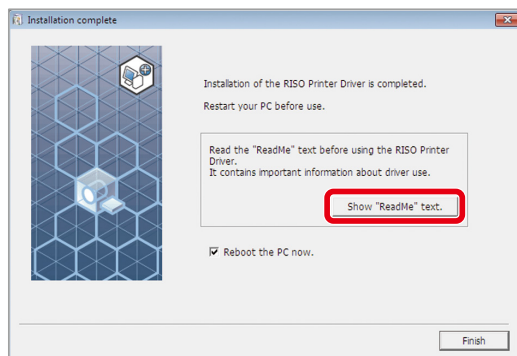 Installation complete
Installation of the RISO Printer Driver is completed.
Restart your PC before use.
Read the "ReadMe" text before using the RISO Printer
Driver.
It contains important information about driver use.
Show "ReadMe" text.
Reboot the PC now.
Finish